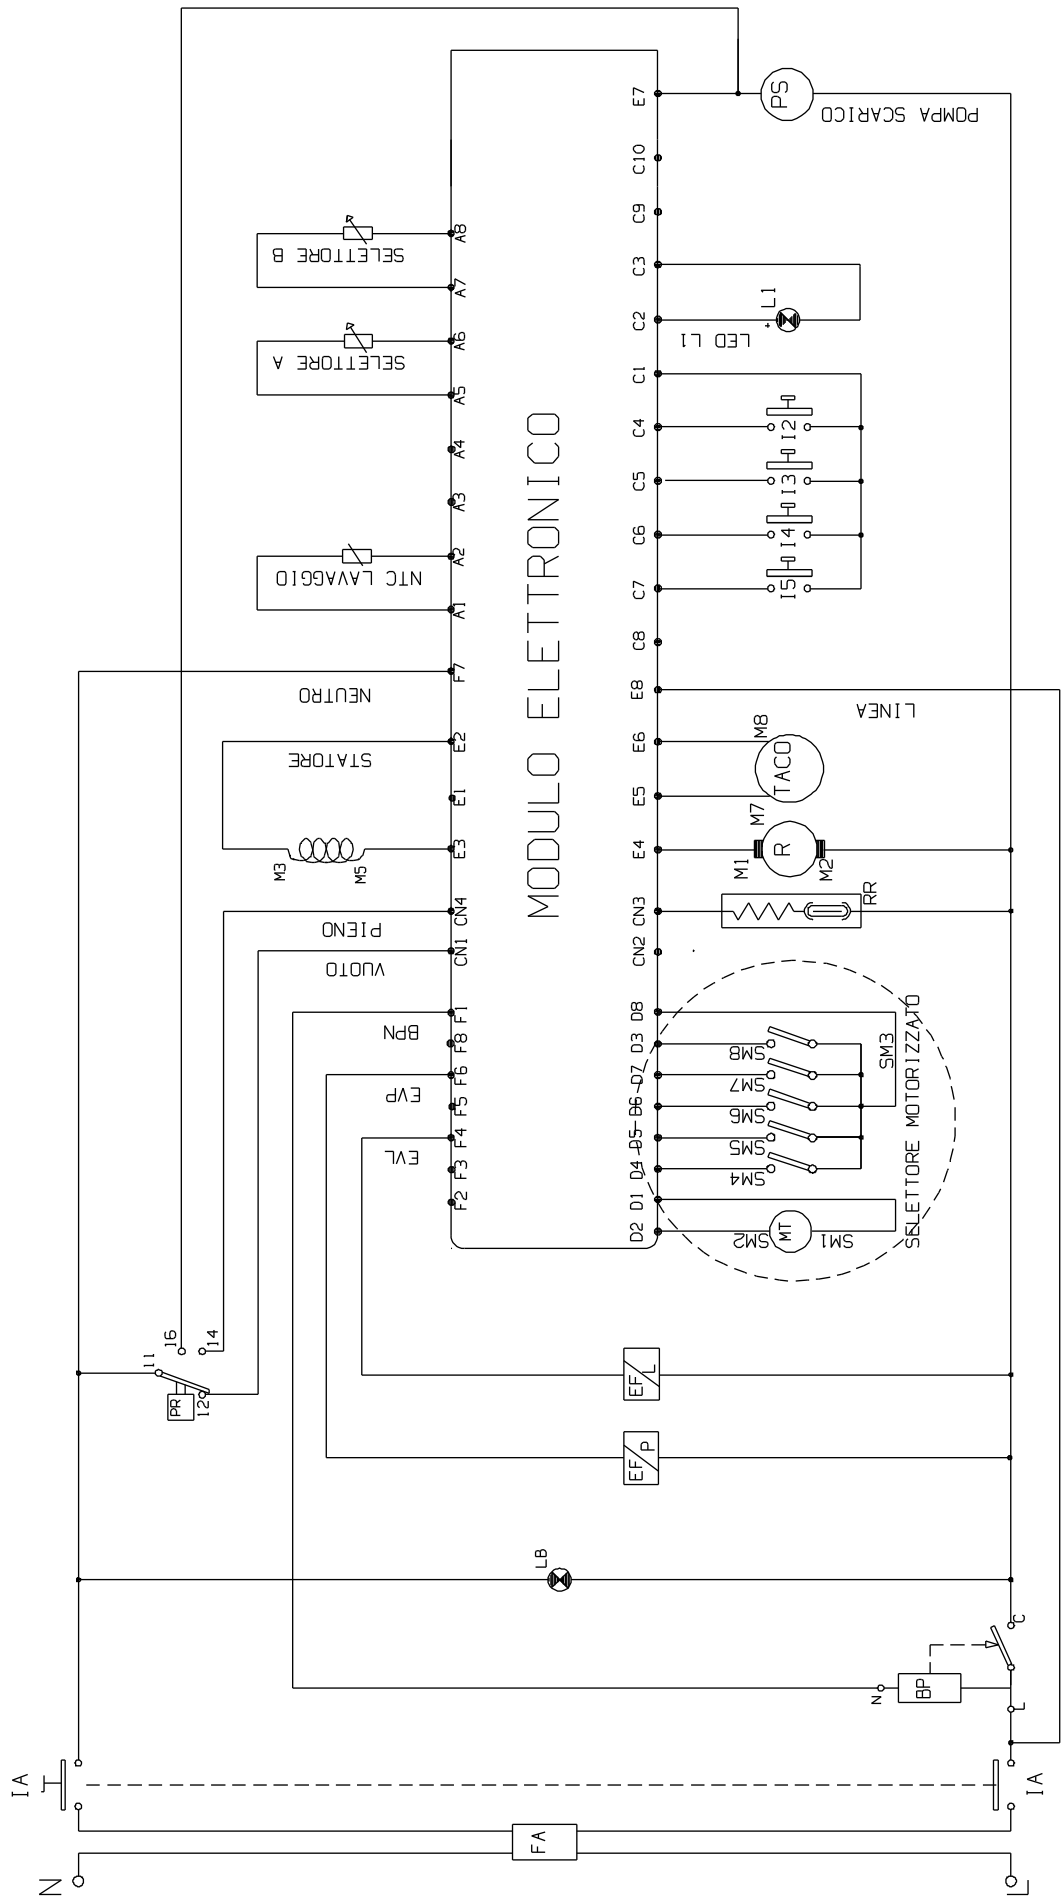 PS
POMPA SCARICO
E7
C10
C9
C3
C2
C1
C4
C5
C6
C7
C8
E8
E6
E5
E4
CN3
CN2
D8
D3
D7
D6
D5
D4
D1
D2
A8
A7
A6
A5
A4
A3
A2
A1
F7
E2
E1
E3
CN4
CN1
F1
F8
F6
F5
F4
F3
F2
MODULO ELETTRONICO
SELETTORE B
SELETTORE A
NTC LAVAGGIO
NEUTRO
STATORE
M3
M5
PIENO
VUOTO
BPN
EVP
EVL
L1
+
LED L1
I2
I3
I4
I5
LINEA
M8
TACO
M7
M1
R
M2
RR
SM8
SM7
SM6
SM5
SM4
SM3
SELETTORE MOTORIZZATO
SM2
MT
SM1
16
14
11
12
PR
EF L
EF P
LB
C
N
BP
L
IA
IA
FA
N
L